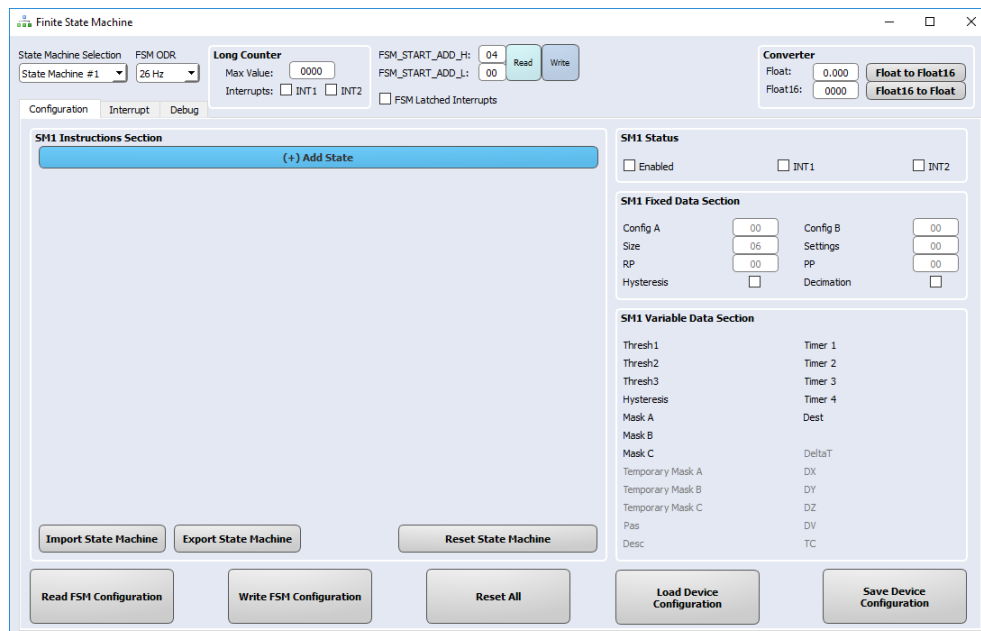 Finite State Machine
State Machine Selection FSM ODR
State Machine #1 26 Hz
Long Counter
Max Value: 0000
Interrupts: INT1 INT2
FSM_START_ADD_H: 04
FSM_START_ADD_L: 00
Read Write
FSM Latched Interrupts
Converter
Float: 0.000 Float to Float16
Float16: 0000 Float16 to Float
Configuration Interrupt Debug
SM1 Instructions Section
(+) Add State
Import State Machine Export State Machine Reset State Machine
SM1 Status
Enabled INT1 INT2
SM1 Fixed Data Section
Config A 00 Config B 00
Size 06 Settings 00
RP 00 PP 00
Hysteresis Decimation
SM1 Variable Data Section
Thresh1 Timer 1
Thresh2 Timer 2
Thresh3 Timer 3
Hysteresis Timer 4
Mask A Dest
Mask B
Mask C DeltaT
Temporary Mask A DX
Temporary Mask B DY
Temporary Mask C DZ
Pas DV
Desc TC
Read FSM Configuration Write FSM Configuration Reset All
Load Device
Configuration
Save Device
Configuration